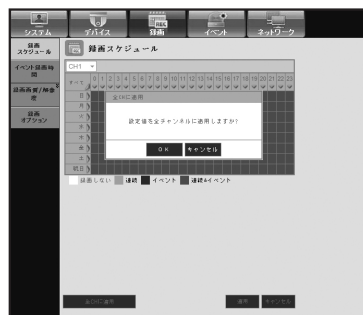 システム デバイス 録画 イベント ネットワーク
REC
録画
スケジュール
録画スケジュール
イベント録画時
間
CH1
録画画質/解像
度
すべて 0 1 2 3 4 5 6 7 8 9 10 11 12 13 14 15 16 17 18 19 20 21 22 23
録画
オプション
日
月
火
水
木
金
土
祝日
全CHに適用
設定値を全チャンネルに適用しますか?
OK キャンセル
録画しない 連続 イベント 連続&イベント
全CHに適用 適用 キャンセル